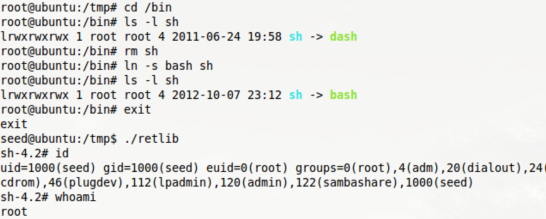 root@ubuntu:/tmp# cd /bin
root@ubuntu:/bin# ls -l sh
lrwxrwxrwx 1 root root 4 2011-06-24 19:58 sh -> dash
root@ubuntu:/bin# rm sh
root@ubuntu:/bin# ln -s bash sh
root@ubuntu:/bin# ls -l sh
lrwxrwxrwx 1 root root 4 2012-10-07 23:12 sh -> bash
root@ubuntu:/bin# exit
exit
seed@ubuntu:/tmp$ ./retlib
sh-4.2# id
uid=1000(seed) gid=1000(seed) euid=0(root) groups=0(root),4(adm),20(dialout),24(
cdrom),46(plugdev),112(lpadmin),120(admin),122(sambashare),1000(seed)
sh-4.2# whoami
root